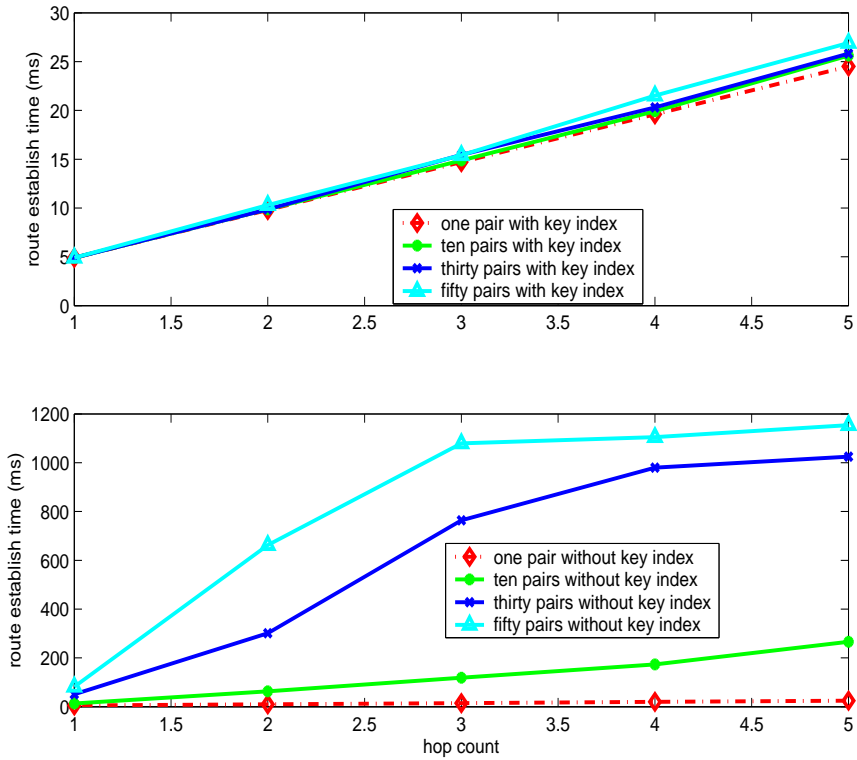 30
25
20
15
10
5
0
route establish time (ms)
one pair with key index
ten pairs with key index
thirty pairs with key index
fifty pairs with key index
1 1.5 2 2.5 3 3.5 4 4.5 5
1200
1000
800
600
400
200
0
route establish time (ms)
one pair without key index
ten pairs without key index
thirty pairs without key index
fifty pairs without key index
1 1.5 2 2.5 3 3.5 4 4.5 5
hop count